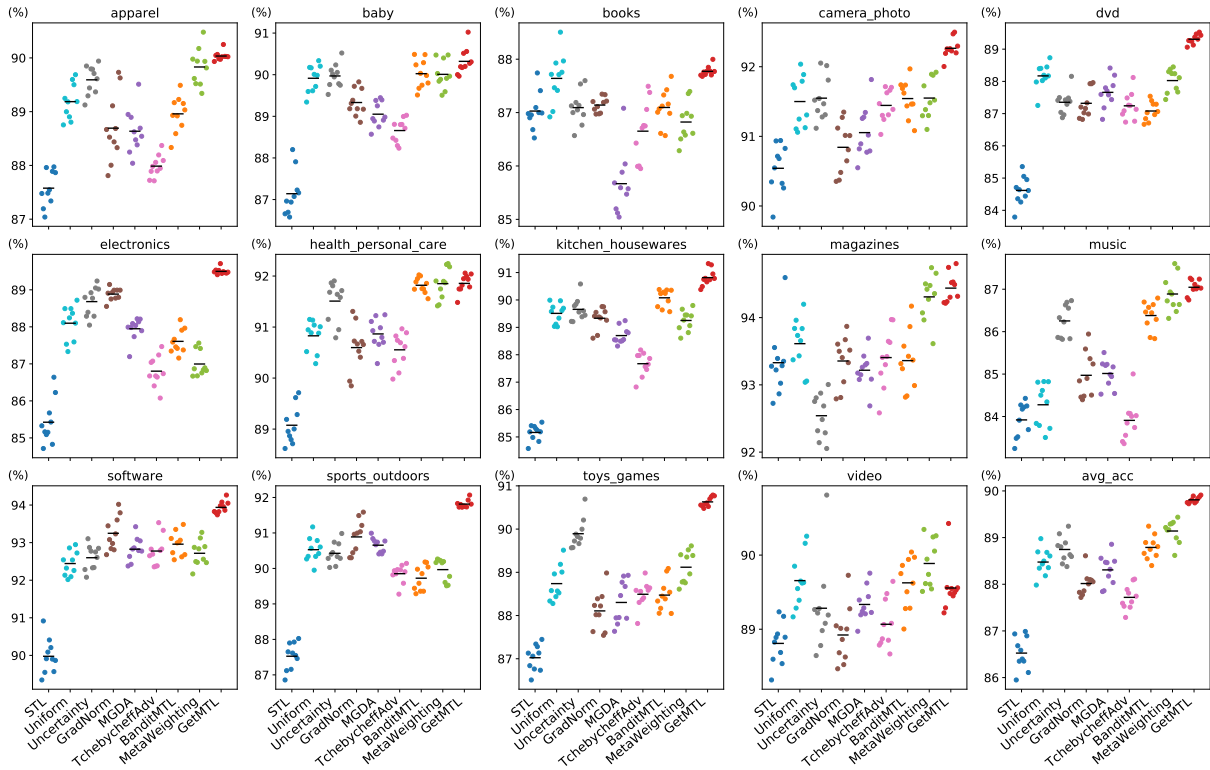 (%) apparel
90
89
88
87
(%) baby
91
90
89
88
87
(%) books
88
87
86
85
(%) camera_photo
92
91
90
(%) dvd
89
88
87
86
85
84
(%) electronics
89
88
87
86
85
(%) health_personal_care
92
91
90
89
(%) kitchen_housewares
91
90
89
88
87
86
85
(%) magazines
94
93
92
(%) music
87
86
85
84
(%) software
94
93
92
91
90
(%) sports_outdoors
92
91
90
89
88
87
(%) toys_games
91
90
89
88
87
(%) video
90
89
(%) avg_acc
90
89
88
87
86
STL
Uniform
Uncertainty
GradNorm
MGDA
TchebycheffAdv
BanditMTL
MetaWeighting
GetMTL
STL
Uniform
Uncertainty
GradNorm
MGDA
TchebycheffAdv
BanditMTL
MetaWeighting
GetMTL
STL
Uniform
Uncertainty
GradNorm
MGDA
TchebycheffAdv
BanditMTL
MetaWeighting
GetMTL
STL
Uniform
Uncertainty
GradNorm
MGDA
TchebycheffAdv
BanditMTL
MetaWeighting
GetMTL
STL
Uniform
Uncertainty
GradNorm
MGDA
TchebycheffAdv
BanditMTL
MetaWeighting
GetMTL